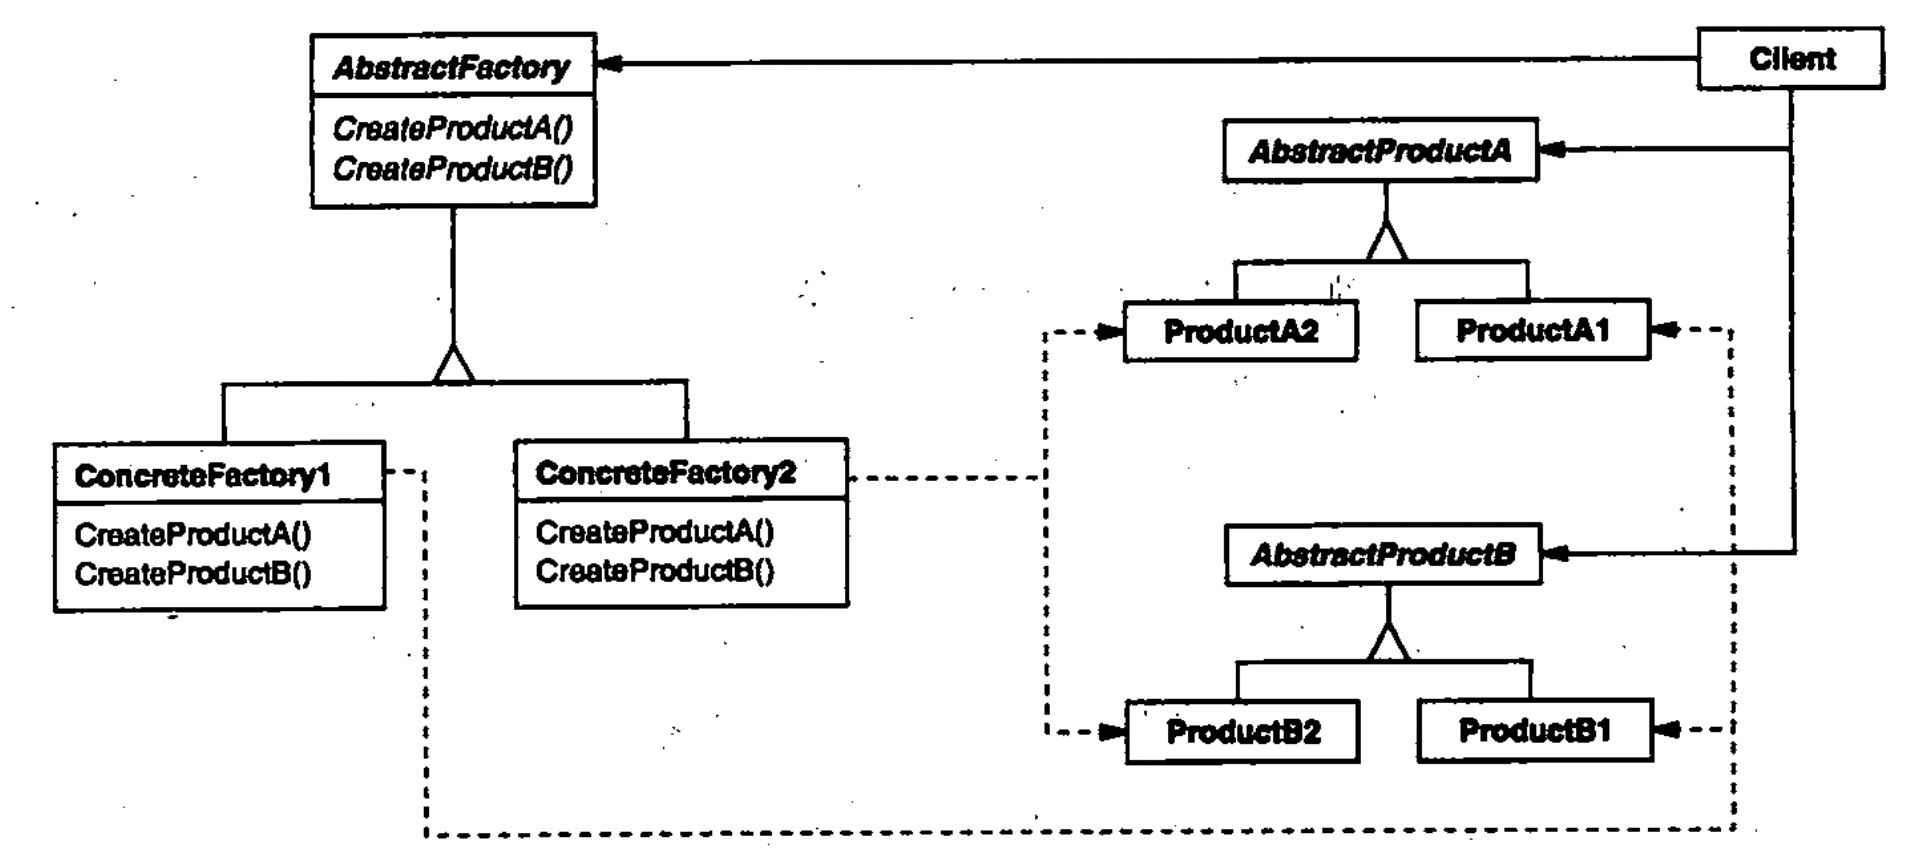 AbstractFactory
CreateProductA()
CreateProductB()
Client
AbstractProductA
ProductA2
ProductA1
ConcreteFactory1
CreateProductA()
CreateProductB()
ConcreteFactory2
CreateProductA()
CreateProductB()
AbstractProductB
ProductB2
ProductB1